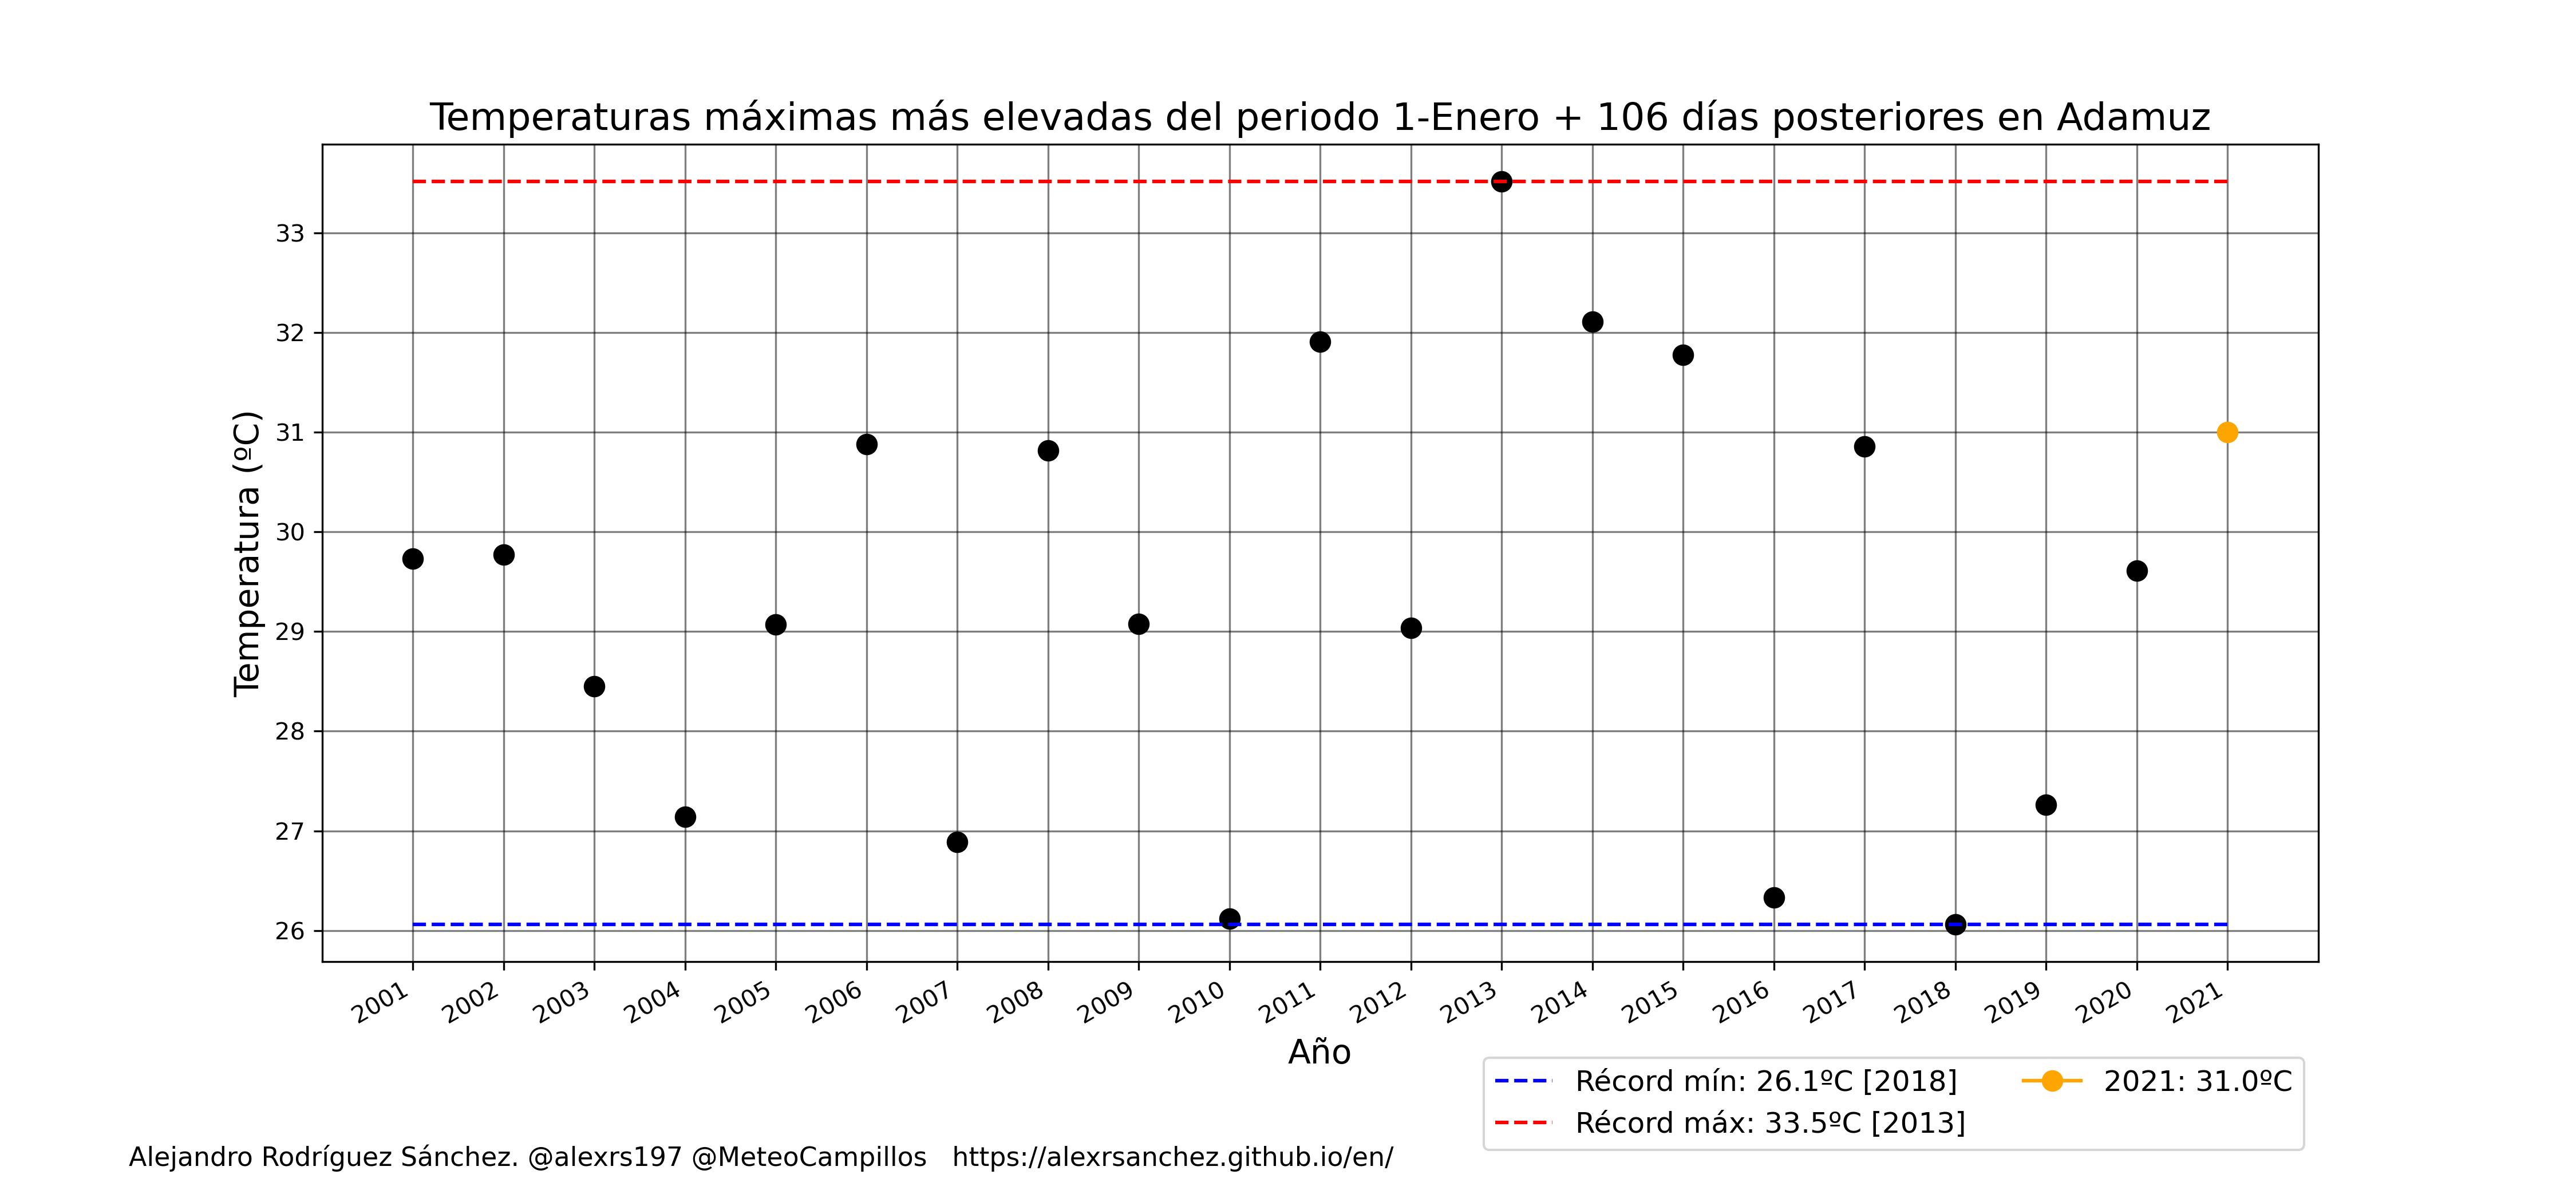 Temperaturas máximas más elevadas del periodo 1-Enero + 106 días posteriores en Adamuz
Temperatura (ºC)
33
32
31
30
29
28
27
26
2001 2002 2003 2004 2005 2006 2007 2008 2009 2010 2011 2012 2013 2014 2015 2016 2017 2018 2019 2020 2021
Año
Récord mín: 26.1ºC [2018] 2021: 31.0ºC
Récord máx: 33.5ºC [2013]
Alejandro Rodríguez Sánchez. @alexrs197 @MeteoCampillos https://alexrsanchez.github.io/en/